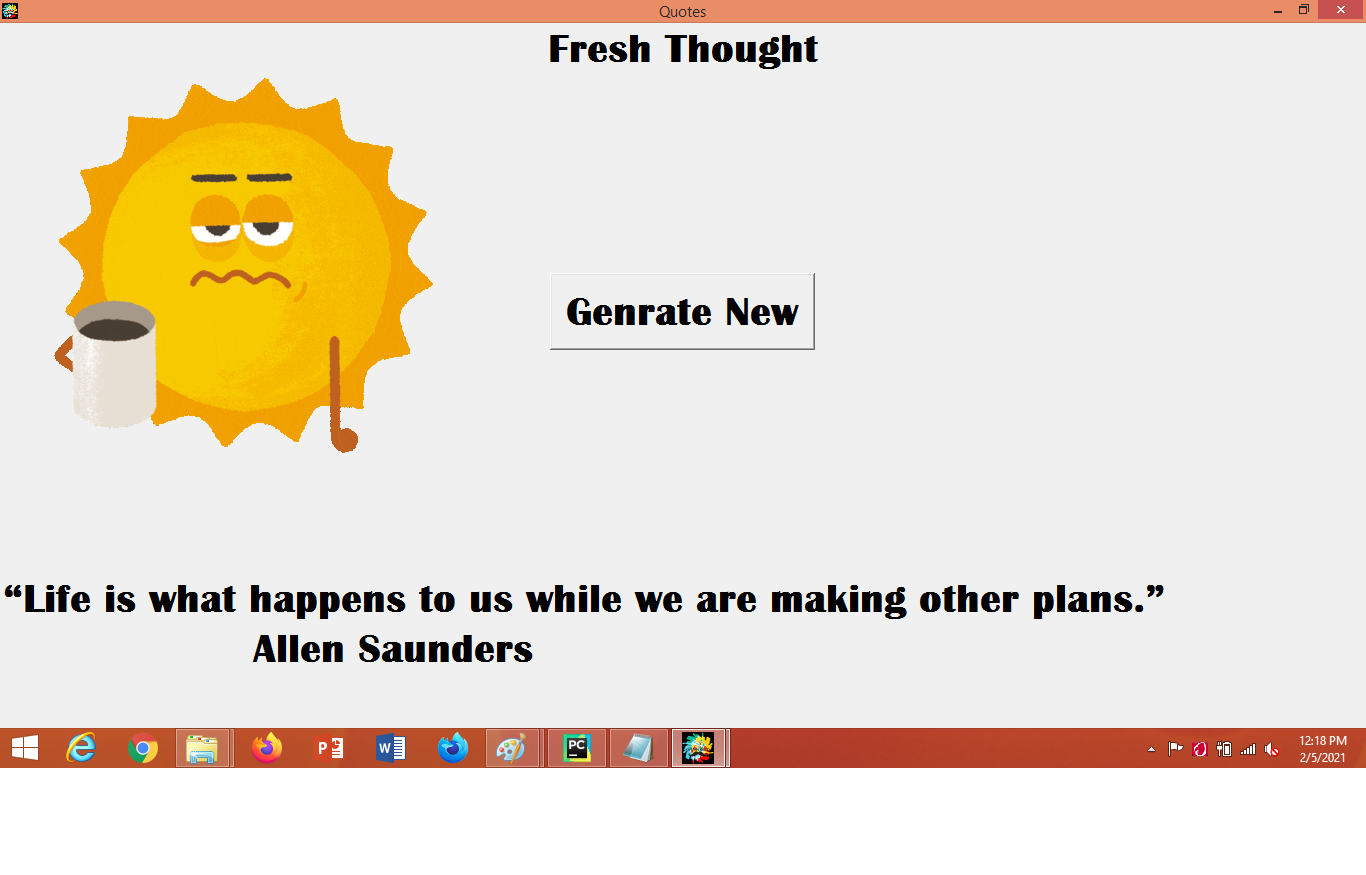 Quotes
Fresh Thought
Genrate New
“Life is what happens to us while we are making other plans.”
Allen Saunders
P
W
PC
12:18 PM
2/5/2021